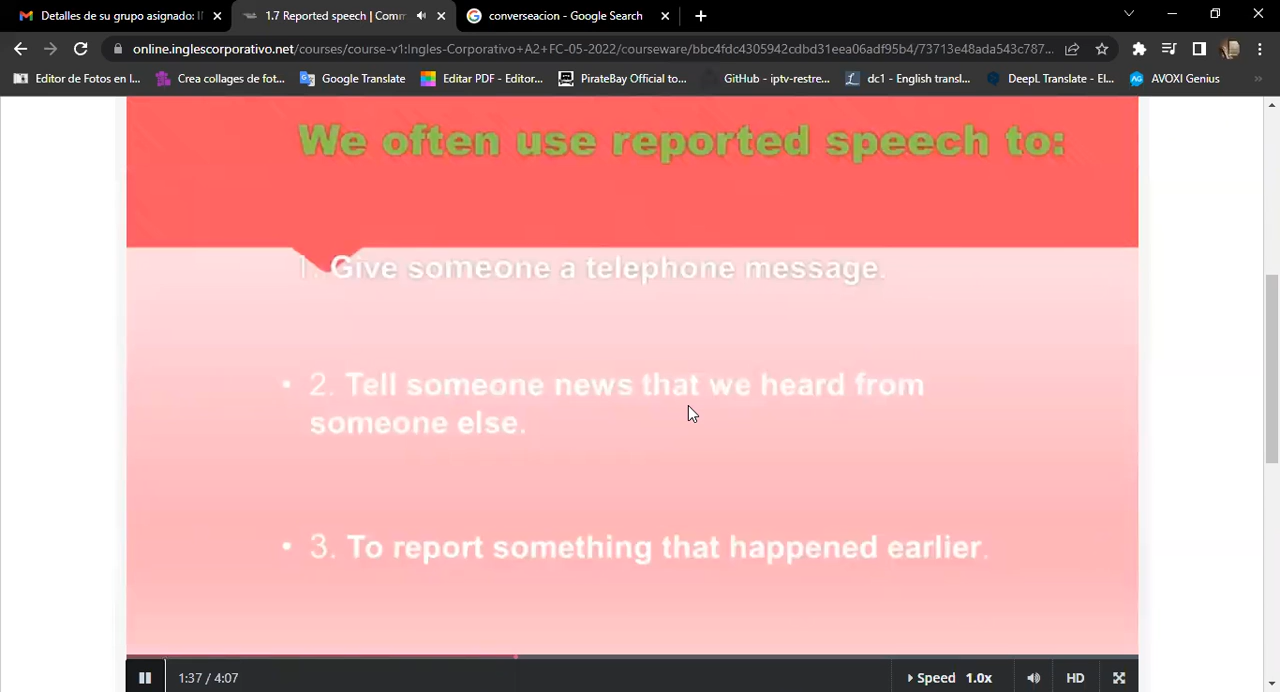 Detalles de su grupo asignado: I
1.7 Reported speech | Comm
converseacion - Google Search
online.inglescorporativo.net/courses/course-v1:Ingles-Corporativo+A2+FC-05-2022/courseware/bbc4fdc4305942cdbd31eea06adf95b4/73713e48ada543c787...
Editor de Fotos en l...
Crea collages de fot...
Google Translate
Editar PDF - Editor...
PirateBay Official to...
GitHub - iptv-restre...
dc1 - English transl...
DeepL Translate - El...
AVOXI Genius
»
We often use reported speech to:
1. Give someone a telephone message.
• 2. Tell someone news that we heard from
someone else.
• 3. To report something that happened earlier.
1:37 / 4:07
Speed 1.0x
HD